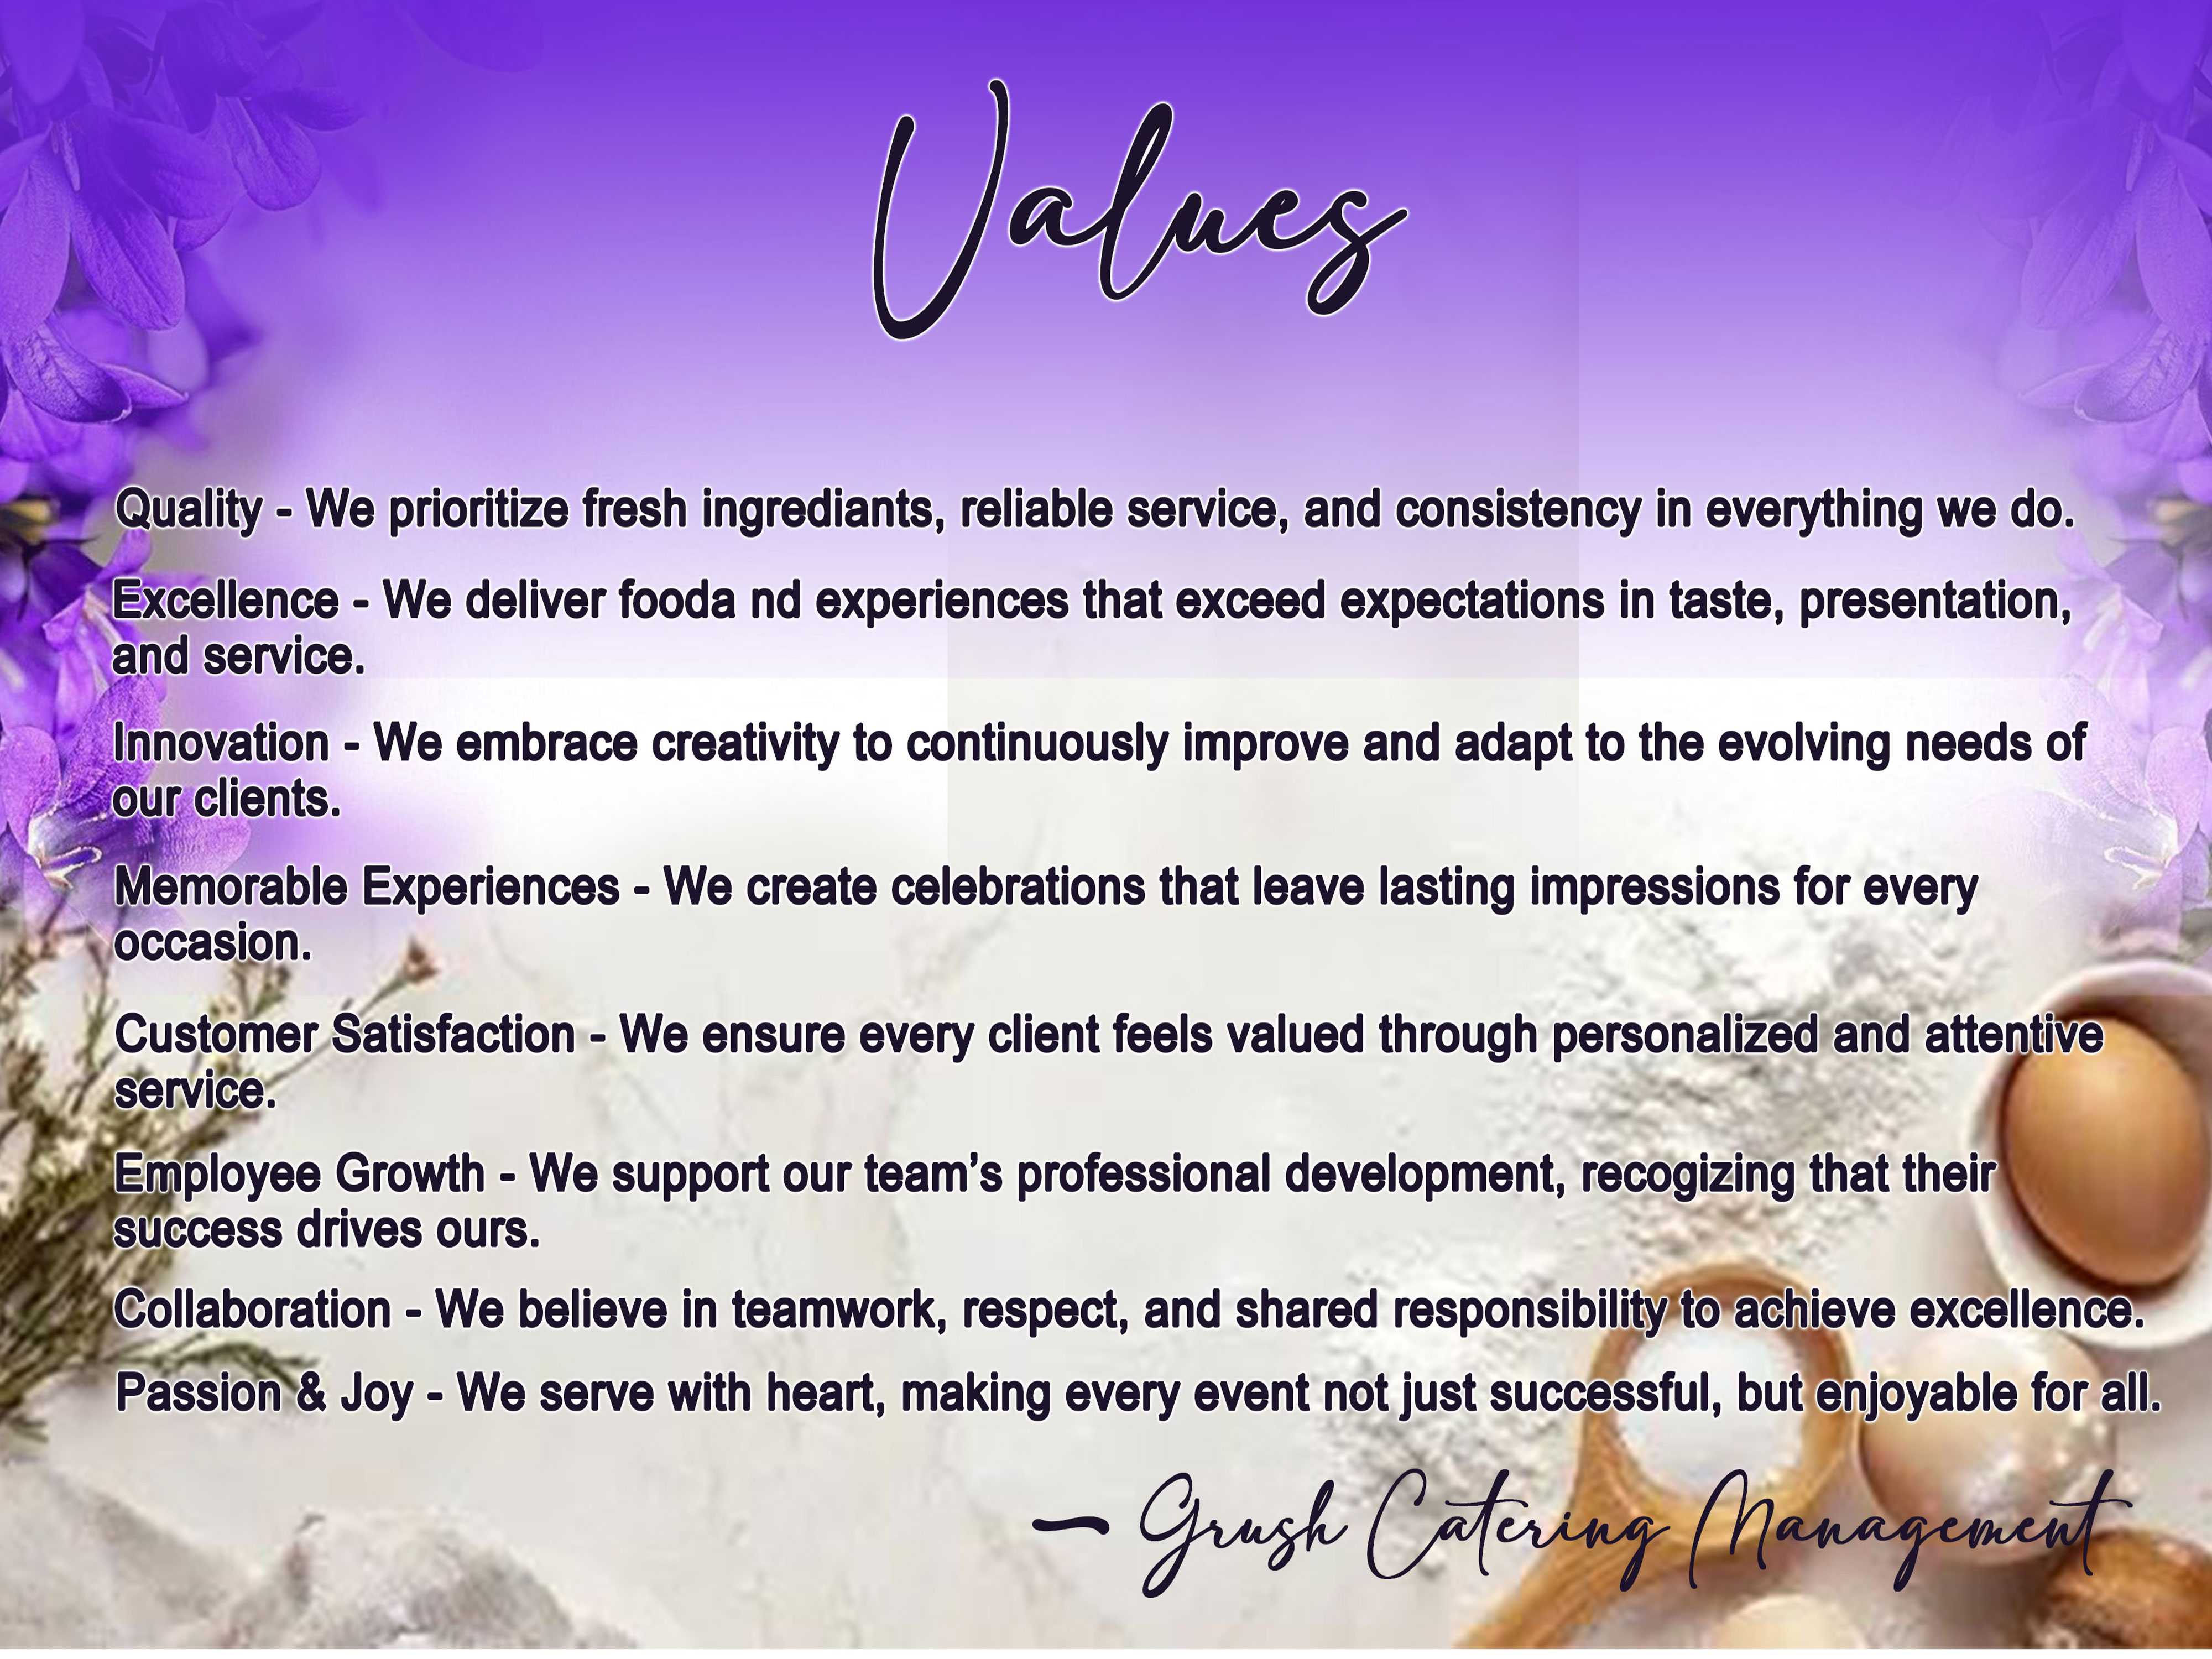 Values
Quality - We prioritize fresh ingrediants, reliable service, and consistency in everything we do.
Excellence - We deliver fooda nd experiences that exceed expectations in taste, presentation,
and service.
Innovation - We embrace creativity to continuously improve and adapt to the evolving needs of
our clients.
Memorable Experiences - We create celebrations that leave lasting impressions for every
occasion.
Customer Satisfaction - We ensure every client feels valued through personalized and attentive
service.
Employee Growth - We support our team’s professional development, recogizing that their
success drives ours.
Collaboration - We believe in teamwork, respect, and shared responsibility to achieve excellence.
Passion & Joy - We serve with heart, making every event not just successful, but enjoyable for all.
~ Grush Catering Management